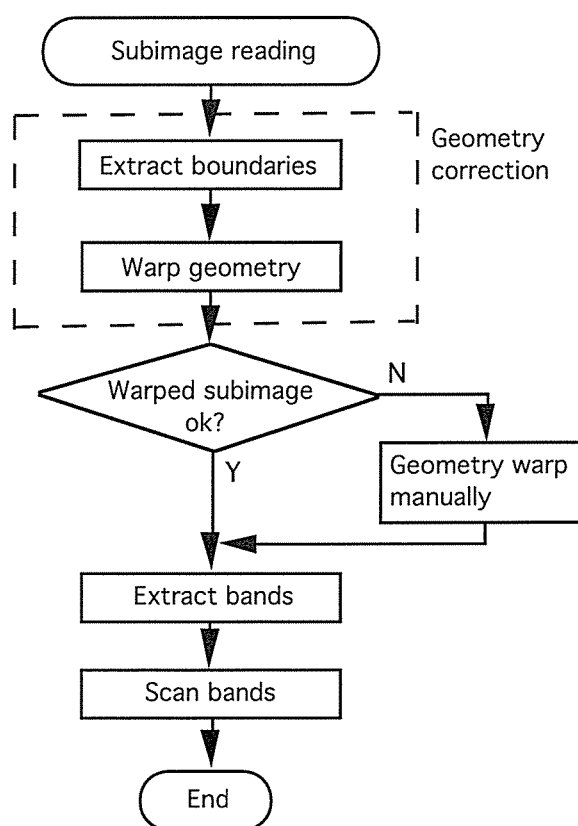 Subimage reading
Geometry
correction
Extract boundaries
Warp geometry
N
Warped subimage
ok?
Y
Geometry warp
manually
Extract bands
Scan bands
End